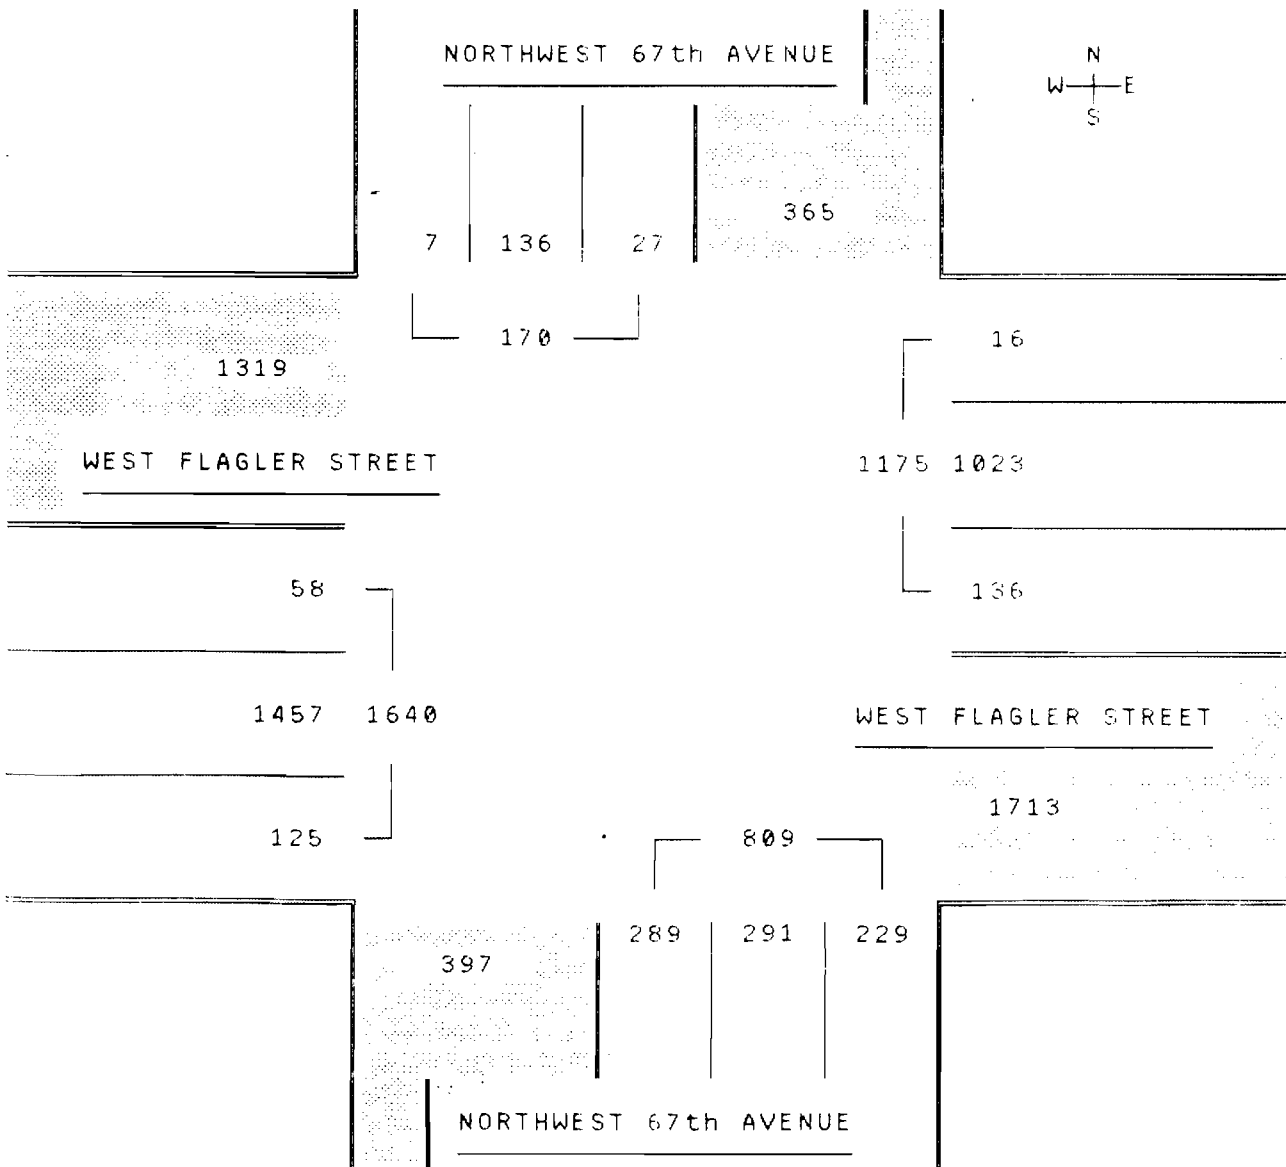 NORTHWEST 67th AVENUE
N
W E
S
365
7 136 27
170
16
1319
WEST FLAGLER STREET
1175 1023
58
136
1457 1640
WEST FLAGLER STREET
1713
125
809
289 291 229
397
NORTHWEST 67th AVENUE